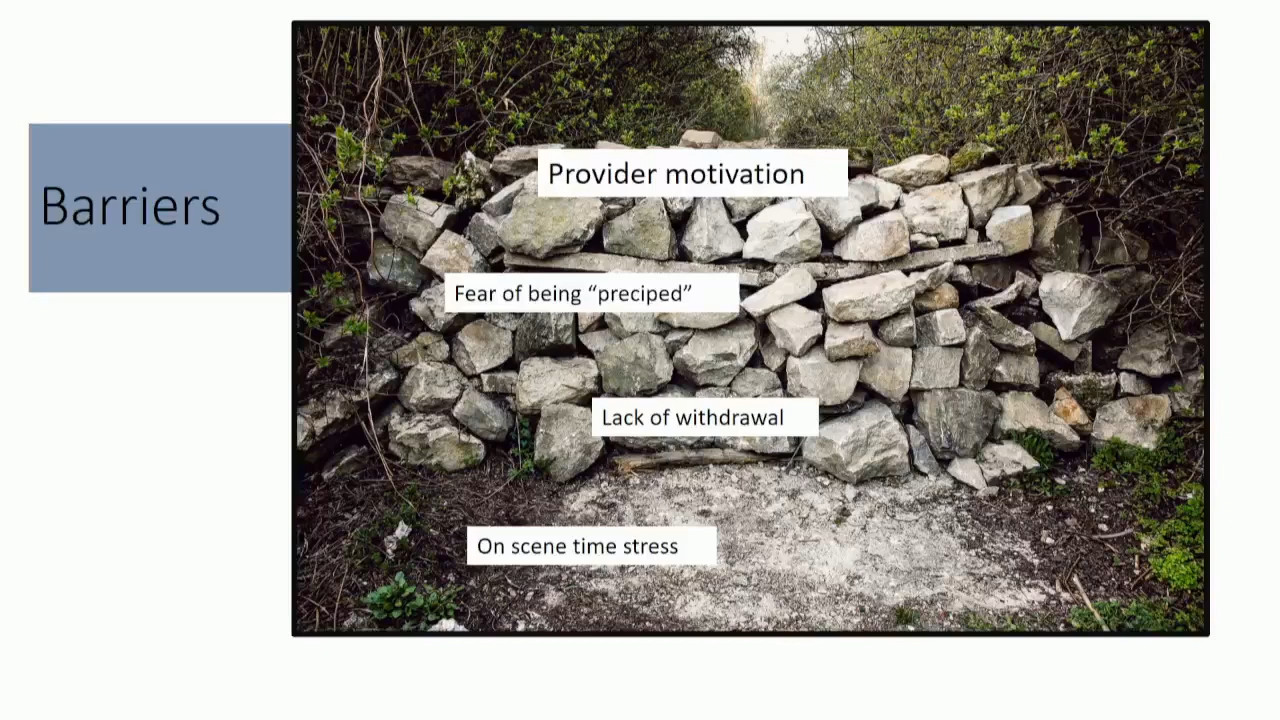 Barriers
Provider motivation
Fear of being “preciped”
Lack of withdrawal
On scene time stress